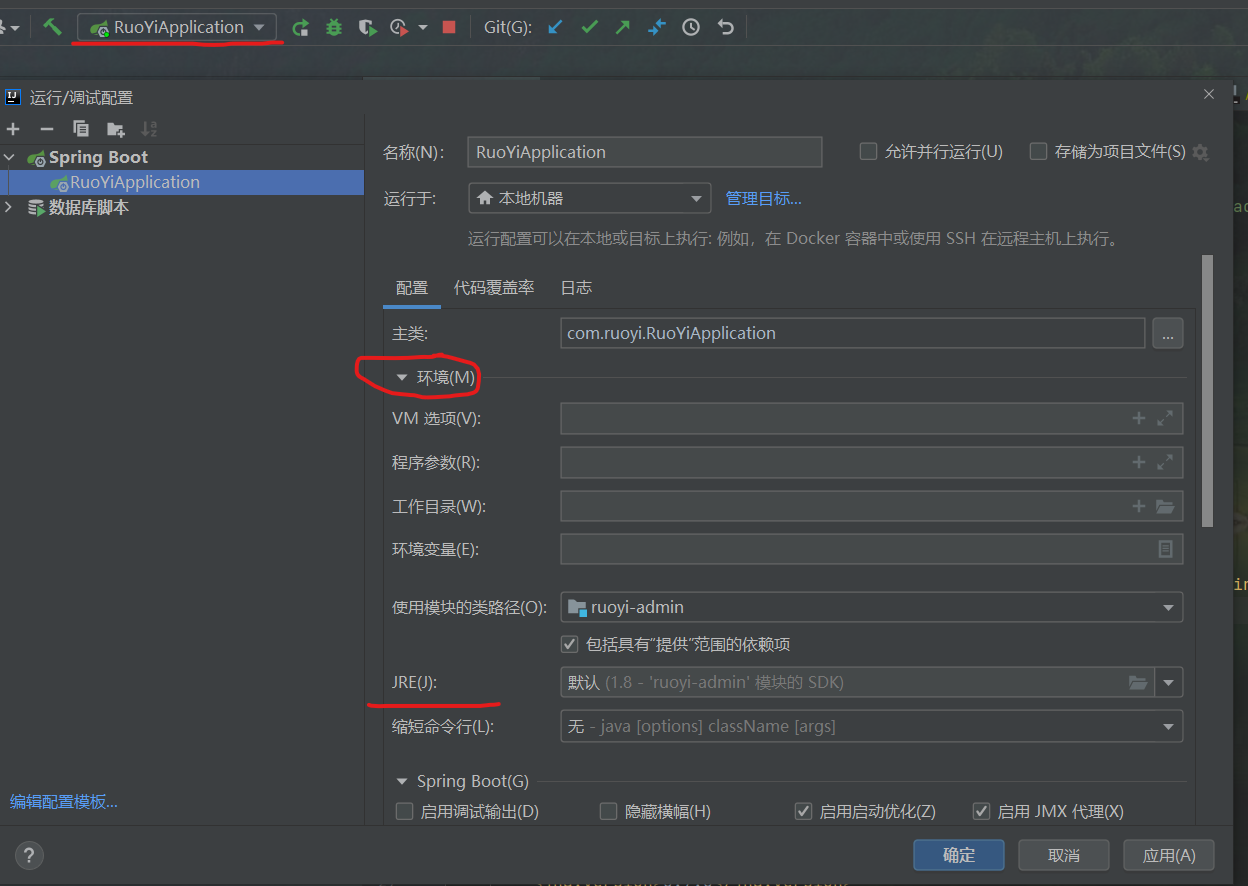 RuoYiApplication
Git(G):
运行/调试配置
Spring Boot
RuoYiApplication
数据库脚本
名称(N):
RuoYiApplication
允许并行运行(U)
存储为项目文件(S)
运行于:
本地机器
管理目标...
运行配置可以在本地或目标上执行: 例如，在 Docker 容器中或使用 SSH 在远程主机上执行。
配置
代码覆盖率
日志
主类:
com.ruoyi.RuoYiApplication
...
环境(M)
VM 选项(V):
程序参数(R):
工作目录(W):
环境变量(E):
使用模块的类路径(O):
ruoyi-admin
包括具有“提供”范围的依赖项
JRE(J):
默认 (1.8 - 'ruoyi-admin' 模块的 SDK)
缩短命令行(L):
无 - java [options] className [args]
Spring Boot(G)
启用调试输出(D)
隐藏横幅(H)
启用启动优化(Z)
启用 JMX 代理(X)
编辑配置模板...
?
确定
取消
应用(A)